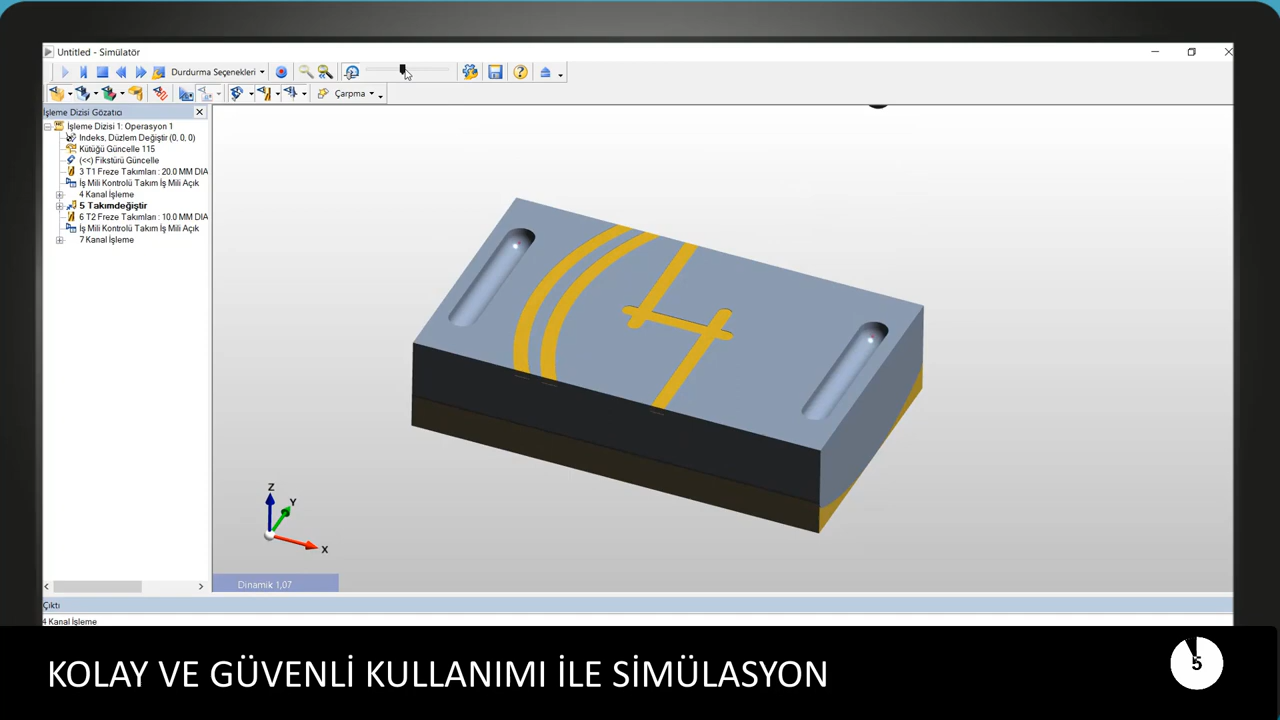 Untitled - Simülatör
Durdurma Seçenekleri
Çarpma
İşleme Dizisi Gözatıcı
İşleme Dizisi 1: Operasyon 1
Indeks, Düzlem Değiştir (0, 0, 0)
Kütüğü Güncelle 115
(<<) Fikstürü Güncelle
3 T1 Freze Takımları : 20.0 MM DIA
İş Mili Kontrolü Takım İş Mili Açık
4 Kanal İşleme
5 Takımdeğiştir
6 T2 Freze Takımları : 10.0 MM DIA
İş Mili Kontrolü Takım İş Mili Açık
7 Kanal İşleme
Z
Y
X
Dinamik 1,07
Çıktı
4 Kanal İşleme
KOLAY VE GÜVENLİ KULLANIMI İLE SİMÜLASYON
5